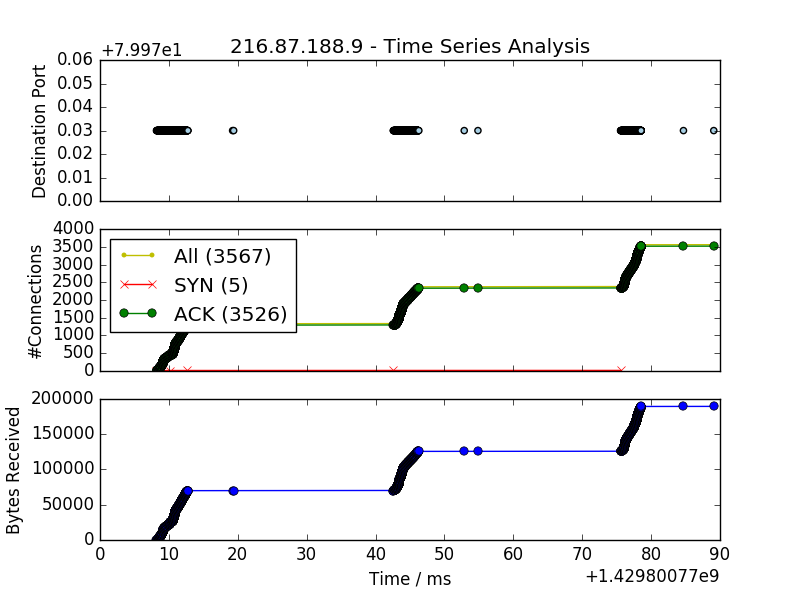 +7.997e1
216.87.188.9 - Time Series Analysis
0.06
0.05
0.04
0.03
0.02
0.01
0.00
Destination Port
4000
3500
3000
2500
2000
1500
1000
500
0
#Connections
All (3567)
SYN (5)
ACK (3526)
200000
150000
100000
50000
0
Bytes Received
0 10 20 30 40 50 60 70 80 90
Time / ms
+1.42980077e9